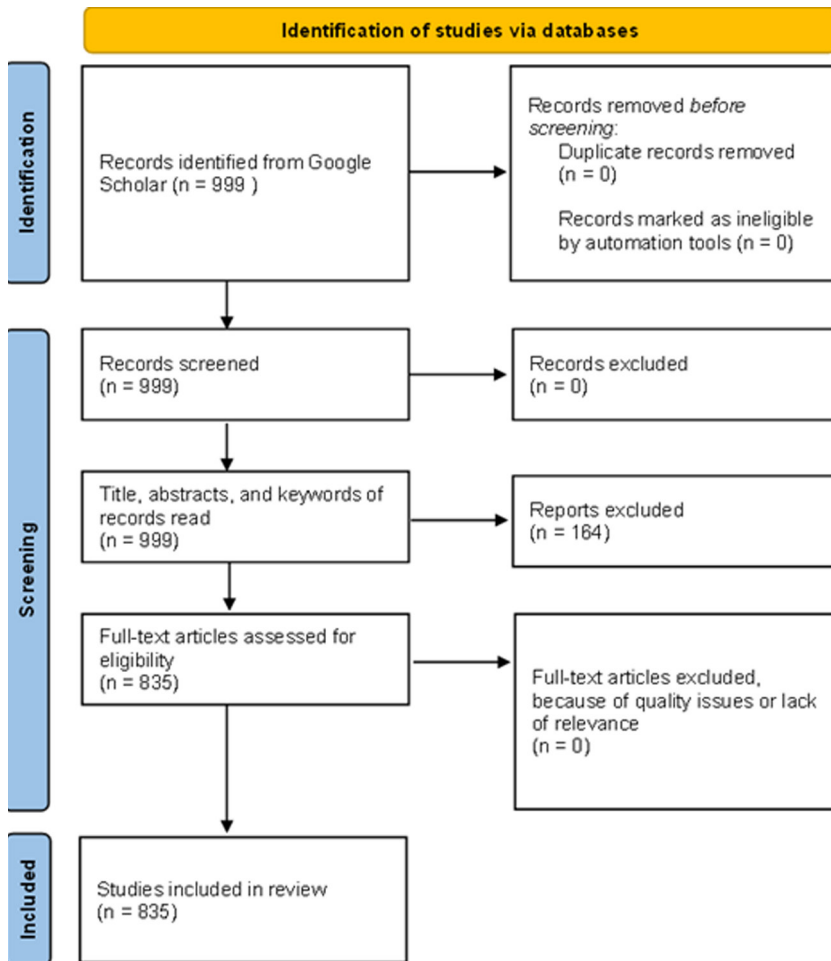 Identification of studies via databases
Identification
Records identified from Google
Scholar (n = 999 )
Records removed before
screening:
Duplicate records removed
(n = 0)
Records marked as ineligible
by automation tools (n = 0)
Screening
Records screened
(n = 999)
Records excluded
(n = 0)
Title, abstracts, and keywords of
records read
(n = 999)
Reports excluded
(n = 164)
Full-text articles assessed for
eligibility
(n = 835)
Full-text articles excluded,
because of quality issues or lack
of relevance
(n = 0)
Included
Studies included in review
(n = 835)